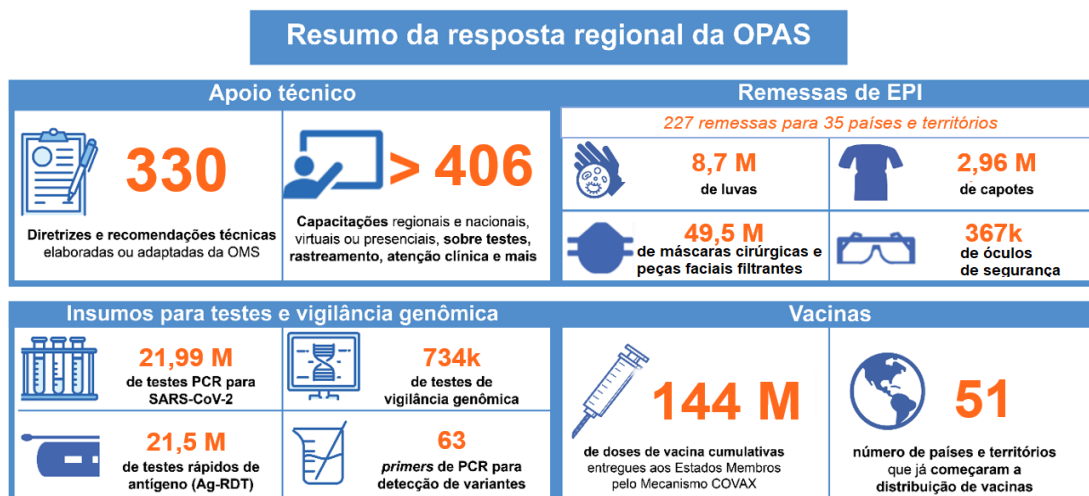 Resumo da resposta regional da OPAS
Apoio técnico
330
Diretrizes e recomendações técnicas
elaboradas ou adaptadas da OMS
> 406
Capacitações regionais e nacionais,
virtuais ou presenciais, sobre testes,
rastreamento, atenção clínica e mais
Remessas de EPI
227 remessas para 35 países e territórios
8,7 M
de luvas
2,96 M
de capotes
49,5 M
de máscaras cirúrgicas e
peças faciais filtrantes
367k
de óculos
de segurança
Insumos para testes e vigilância genômica
21,99 M
de testes PCR para
SARS-CoV-2
734k
de testes de
vigilância genômica
21,5 M
de testes rápidos de
antígeno (Ag-RDT)
63
primers de PCR para
detecção de variantes
Vacinas
144 M
de doses de vacina cumulativas
entregues aos Estados Membros
pelo Mecanismo COVAX
51
número de países e territórios
que já começaram a
distribuição de vacinas